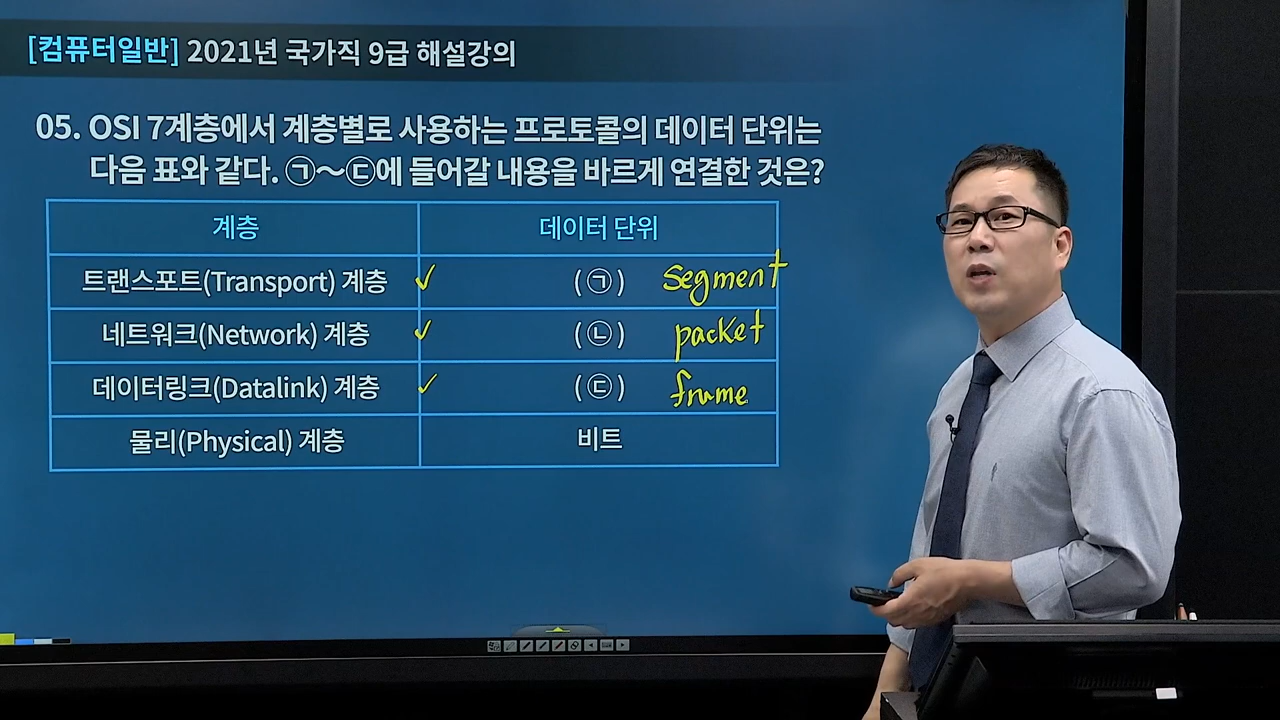 [컴퓨터일반] 2021년 국가직 9급 해설강의
05. OSI 7계층에서 계층별로 사용하는 프로토콜의 데이터 단위는
다음 표와 같다. ㉠~㉢에 들어갈 내용을 바르게 연결한 것은?
계층 데이터 단위
트랜스포트(Transport) 계층 ✓ (㉠) segment
네트워크(Network) 계층 ✓ (㉡) packet
데이터링크(Datalink) 계층 ✓ (㉢) frame
물리(Physical) 계층 비트